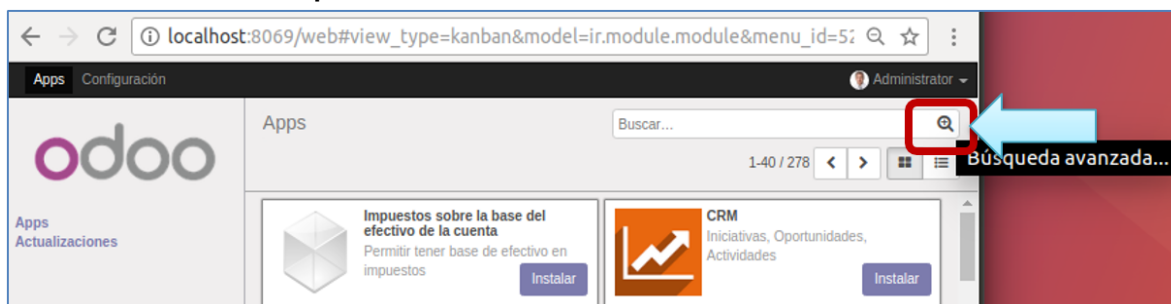 localhost:8069/web#view_type=kanban&model=ir.module.module&menu_id=52
Apps Configuración Administrator
odoo
Apps
Buscar...
1-40 / 278
Búsqueda avanzada...
Apps
Actualizaciones
Impuestos sobre la base del
efectivo de la cuenta
Permitir tener base de efectivo en
impuestos
Instalar
CRM
Iniciativas, Oportunidades,
Actividades
Instalar